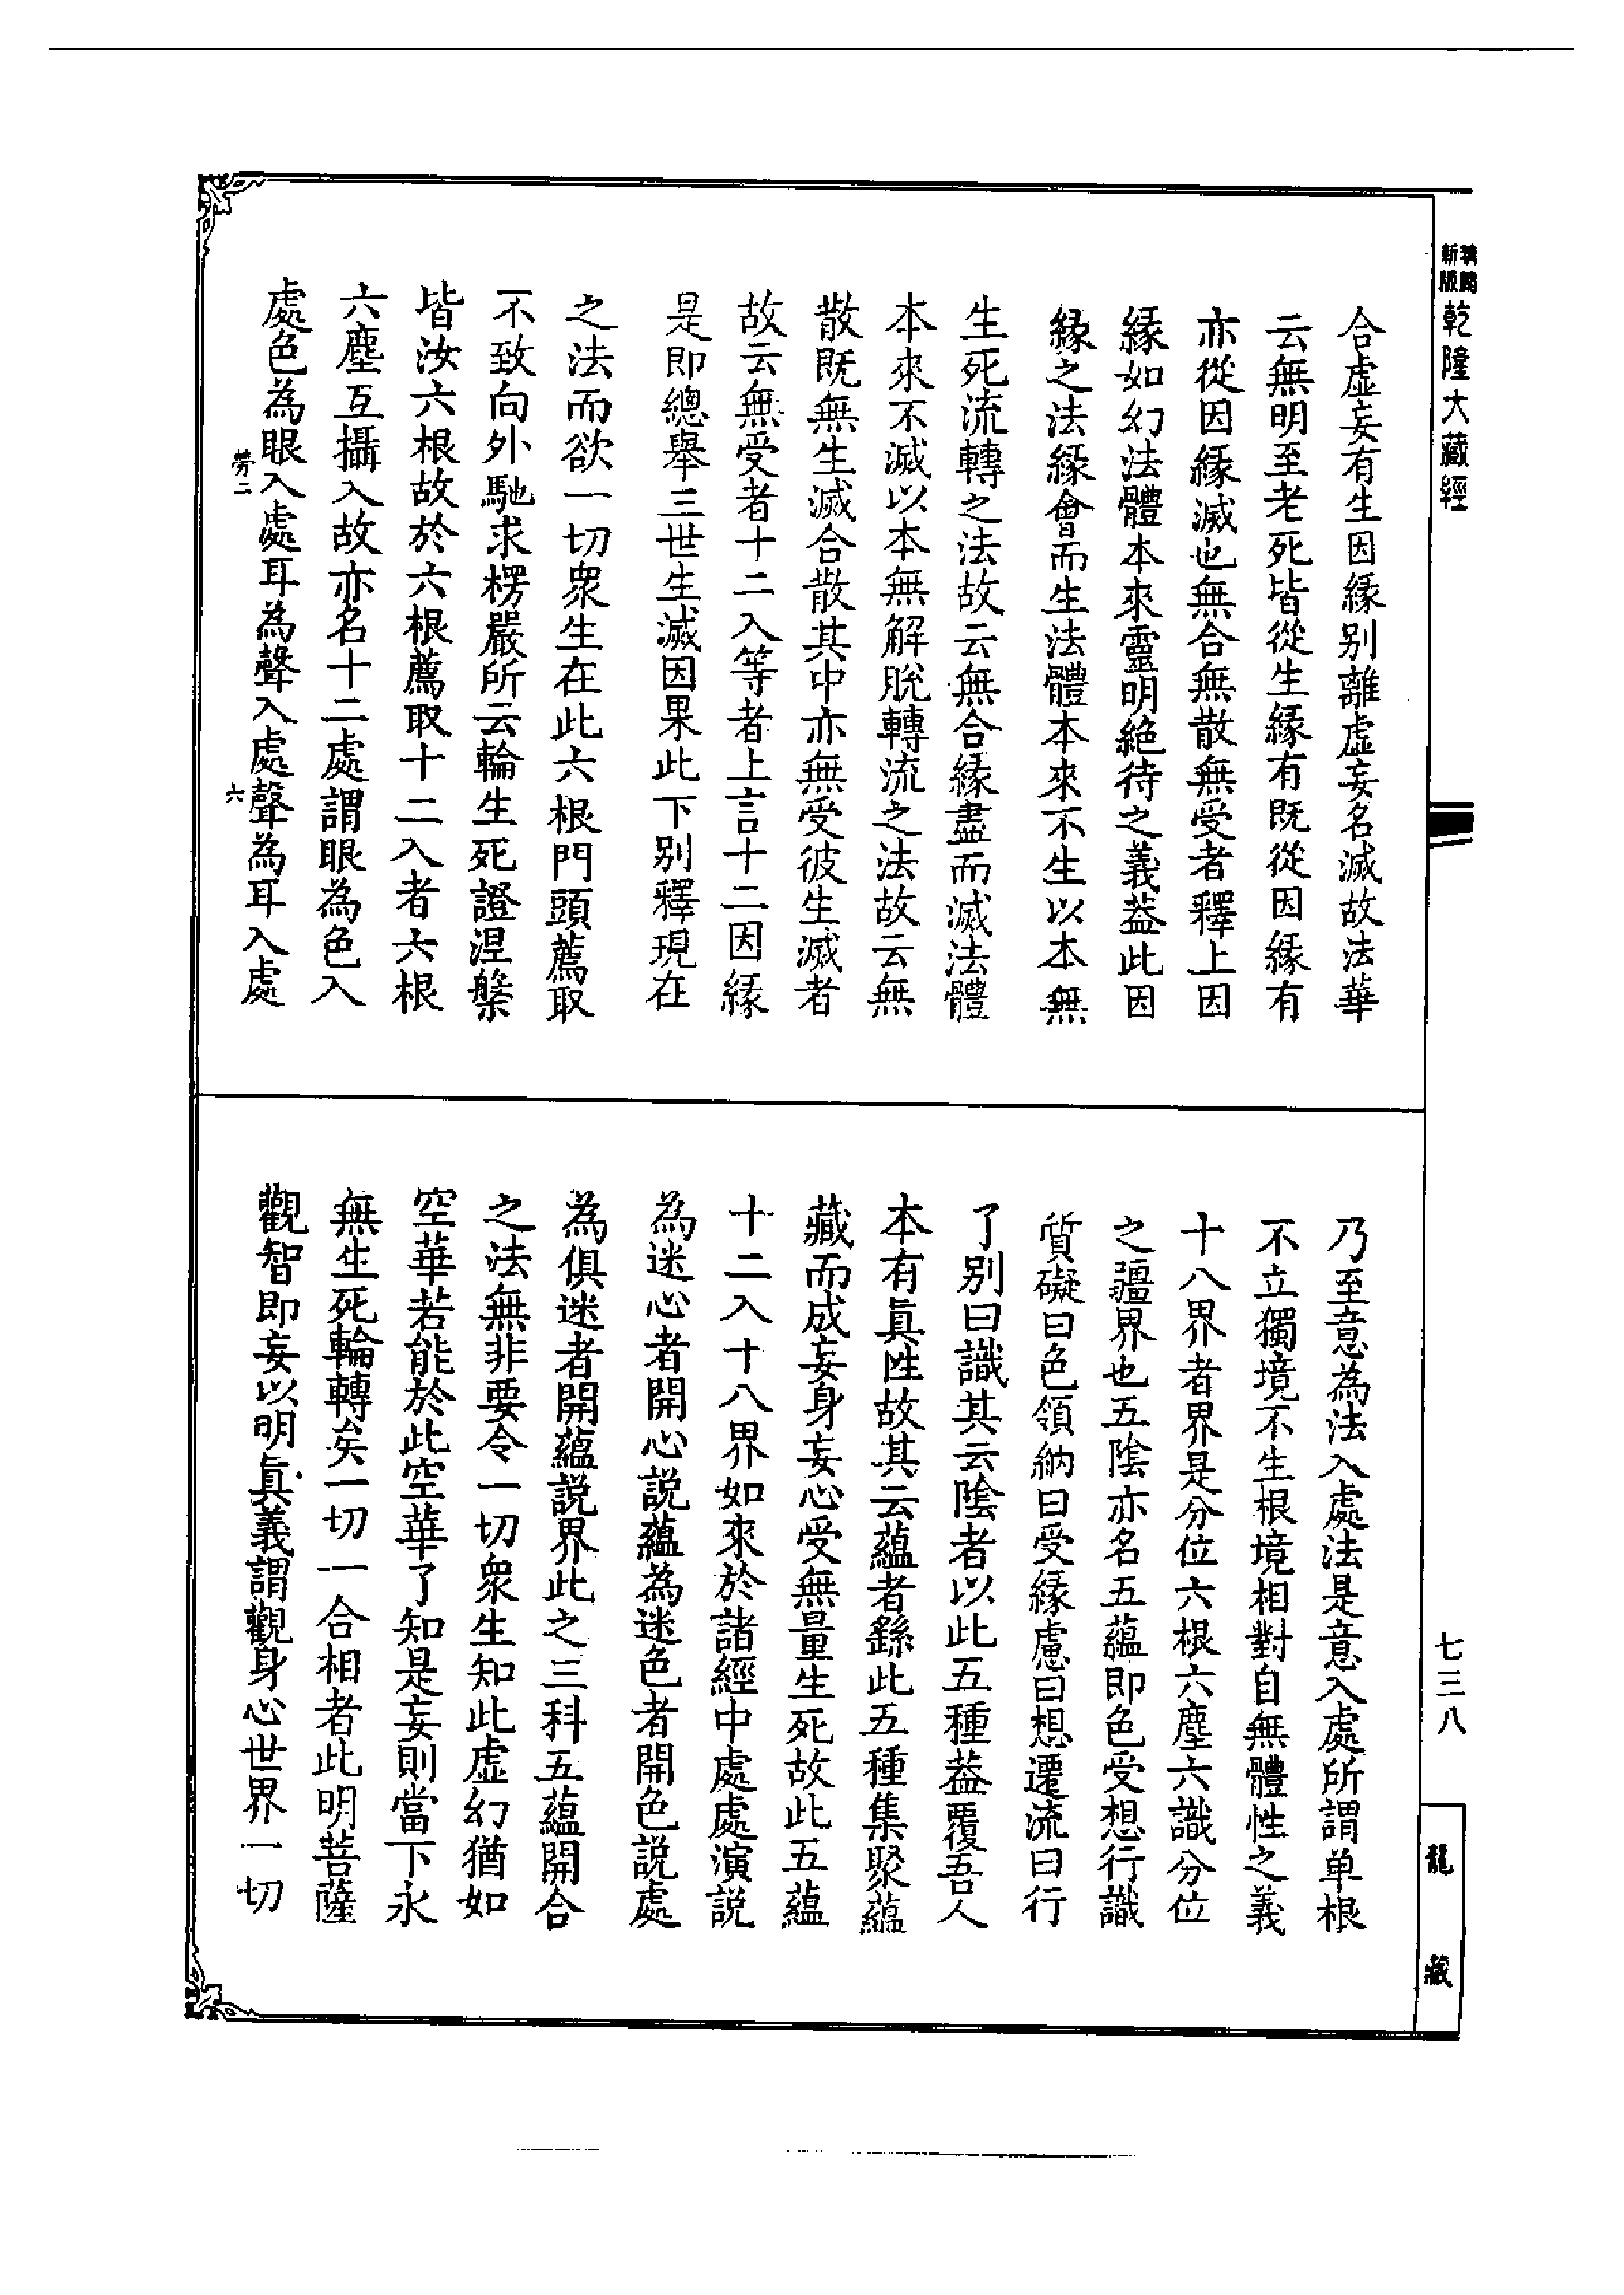 新版
乾隆大藏經
合虛妄有生因緣別離虛妄名滅故法華
云無明至老死皆從生緣有既從因緣有
亦從因緣滅也無合無散無受者釋上因
緣如幻法體本來靈明絕待之義葢此因
緣之法緣會而生法體本來不生以本無
生死流轉之法故云無合緣盡而滅法體
本來不滅以本無解脫轉流之法故云無
散既無生滅合散其中亦無受彼生滅者
故云無受者十二入等者上言十二因緣
是即總舉三世生滅因果此下別釋現在
之法而欲一切眾生在此六根門頭薦取
不致向外馳求楞嚴所云輪生死證涅槃
皆汝六根故於六根薦取十二入者六根
六塵互攝入故亦名十二處謂眼為色入
處色為眼入處耳為聲入處聲為耳入處
勞二
六
乃至意為法入處法是意入處所謂单根
不立獨境不生根境相對自無體性之義
十八界者界是分位六根六塵六識分位
之疆界也五陰亦名五蘊即色受想行識
質礙曰色領納曰受緣慮曰想遷流曰行
了別曰識其云陰者以此五種葢覆吾人
本有真性故其云蘊者繇此五種集聚蘊
藏而成妄身妄心受無量生死故此五蘊
十二入十八界如來於諸經中處處演說
為迷心者開心說蘊為迷色者開色說處
為俱迷者開蘊說界此之三科五蘊開合
之法無非要令一切眾生知此虛幻猶如
空華若能於此空華了知是妄則當下永
無生死輪轉矣一切一合相者此明菩薩
觀智即妄以明真義謂觀身心世界一切
七三八
龍藏